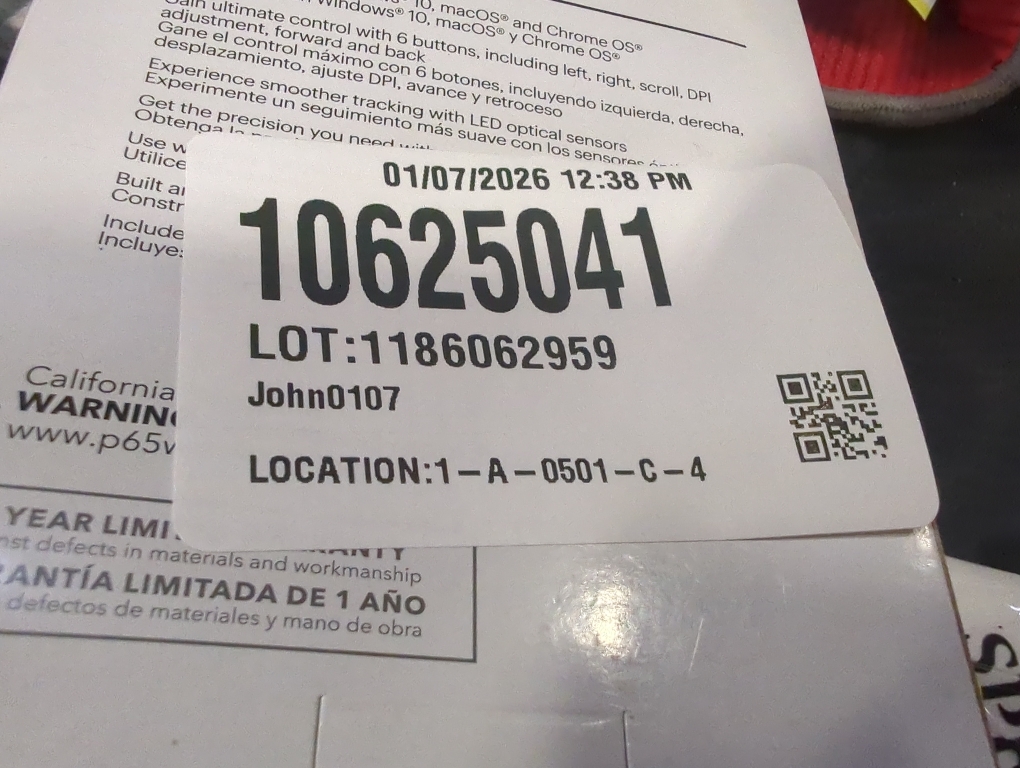 10, macOS® and Chrome OS®
Windows® 10, macOS® y Chrome OS®
Gain ultimate control with 6 buttons, including left, right, scroll, DPI
adjustment, forward and back
Gane el control máximo con 6 botones, incluyendo izquierda, derecha,
desplazamiento, ajuste DPI, avance y retroceso
Experience smoother tracking with LED optical sensors
Experimente un seguimiento más suave con los sensores
Get the precision you need
Obtenga
Use
Utilice
Built
Include
Incluye:
01/07/2026 12:38 PM
10625041
LOT:1186062959
John0107
LOCATION:1-A-0501-C-4
California
WARNING
www.p65w
YEAR LIMI
defects in materials and workmanship
LIMITADA DE 1 AÑO
defectos de materiales y mano de obra